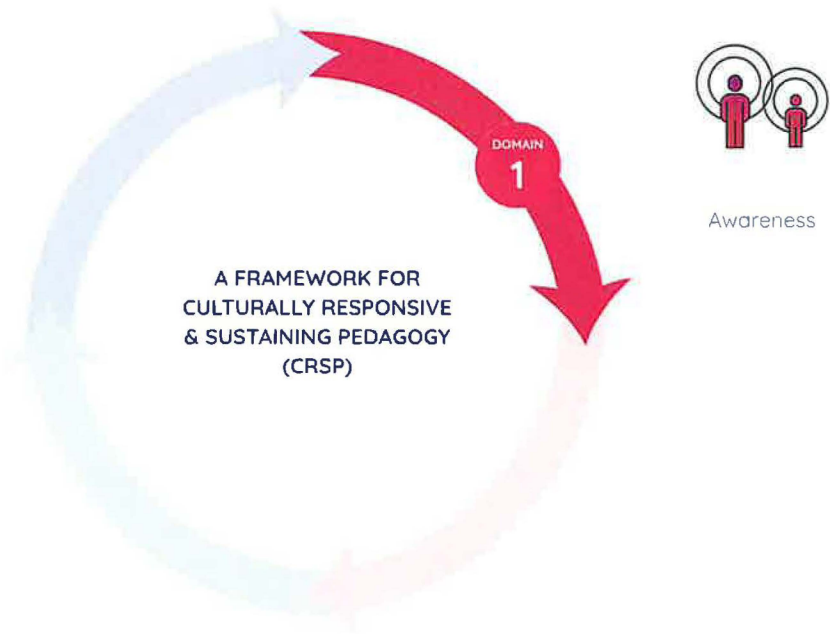 DOMAIN
1
Awareness
A FRAMEWORK FOR
CULTURALLY RESPONSIVE
& SUSTAINING PEDAGOGY
(CRSP)